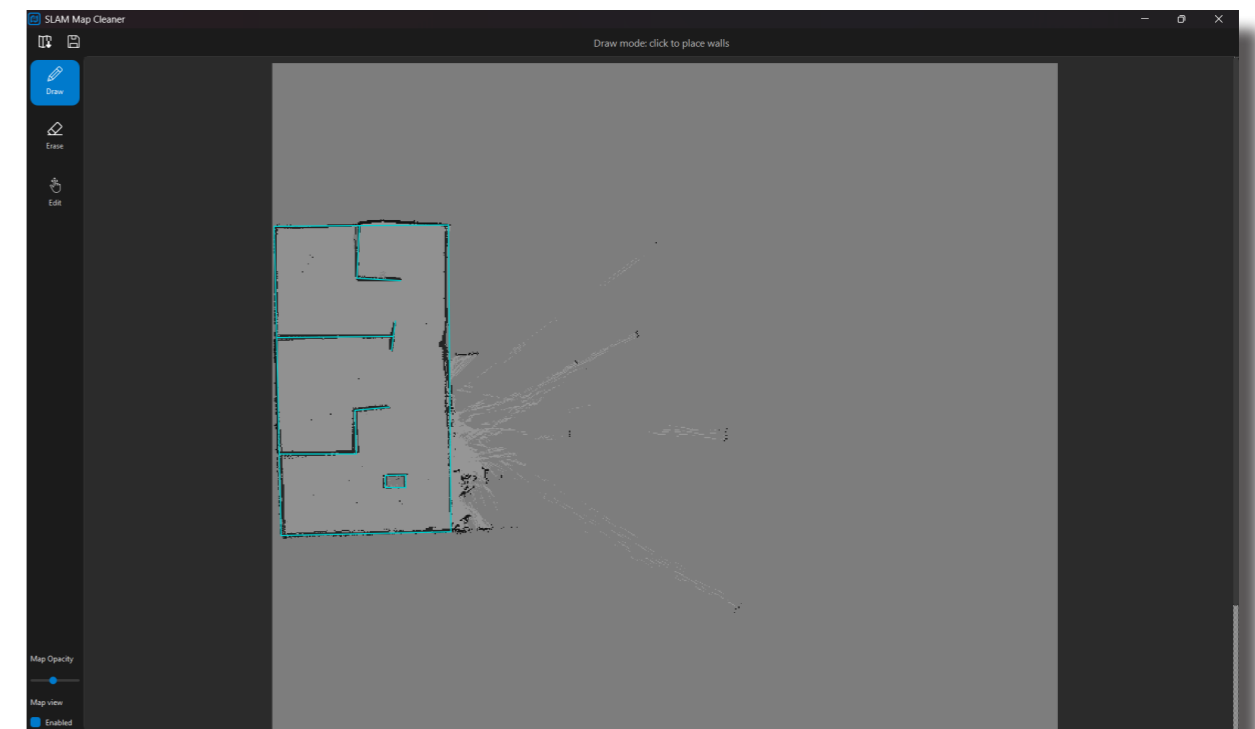 SLAM Map Cleaner
Draw mode: click to place walls
Draw
Erase
Edit
Map Opacity
Map view
Enabled